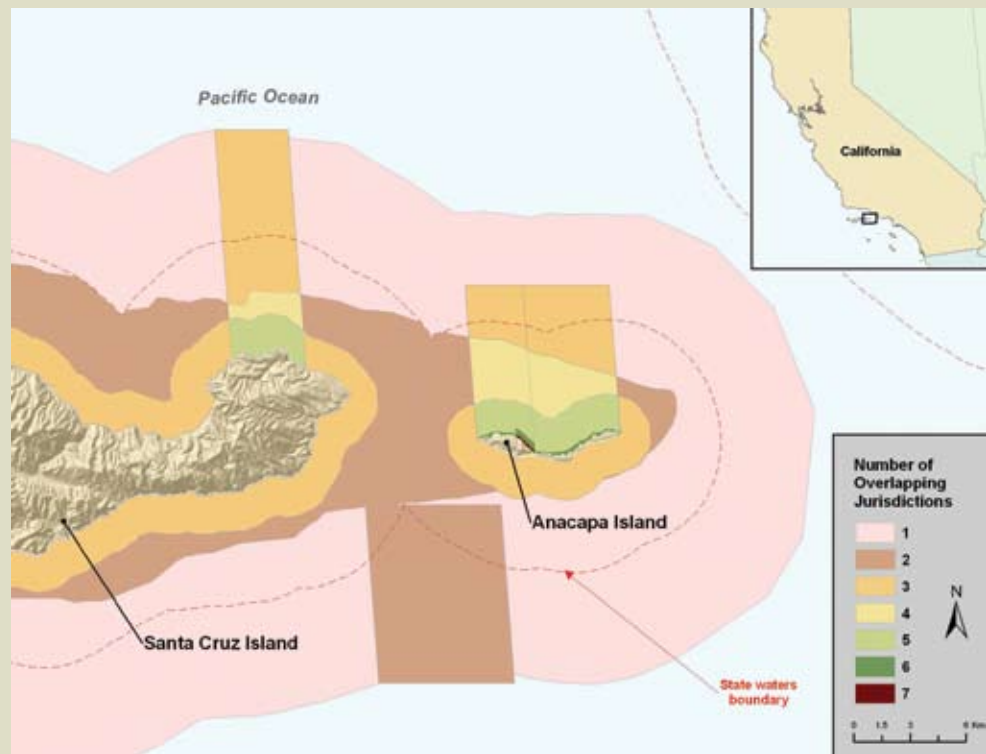 Pacific Ocean
California
Anacapa Island
Santa Cruz Island
State waters
boundary
Number of
Overlapping
Jurisdictions
1
2
3
4
5
6
7
N
0 1.5 3 6 Km